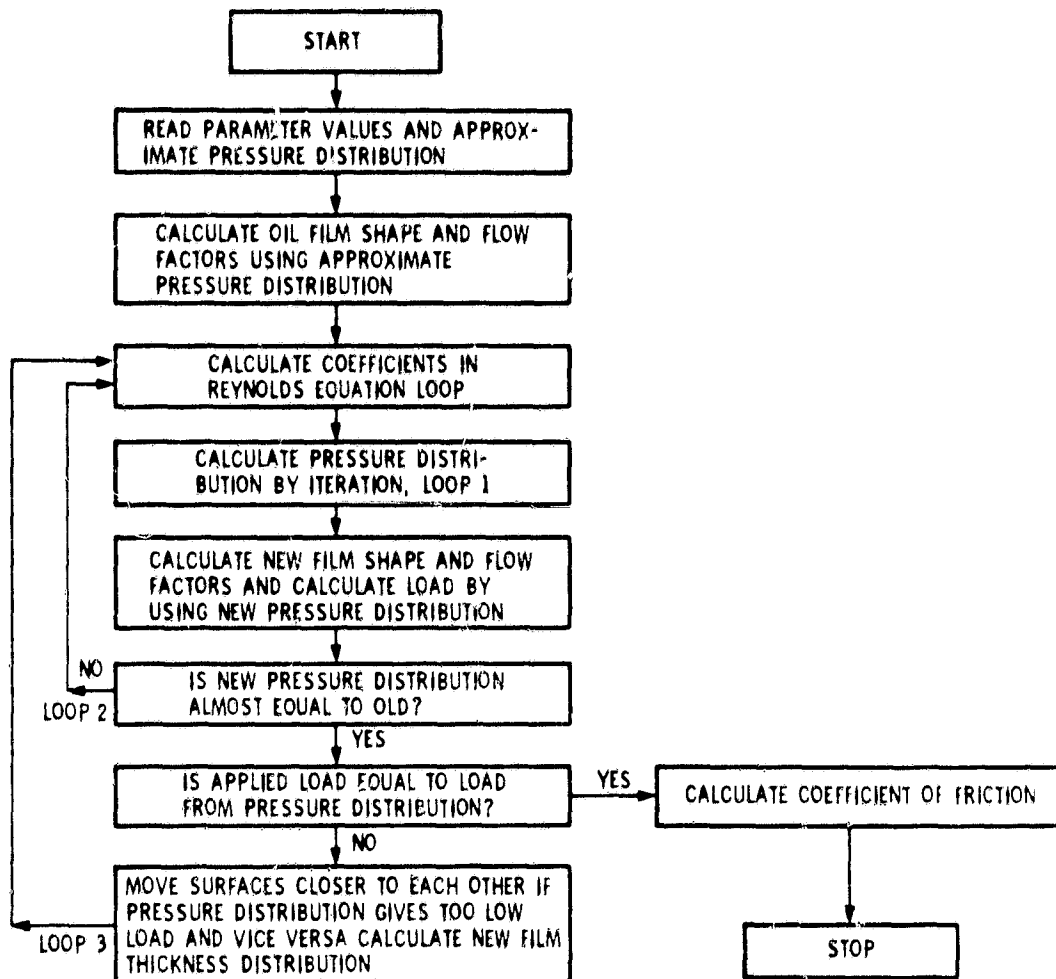 START
READ PARAMETER VALUES AND APPROX-
IMATE PRESSURE DISTRIBUTION
CALCULATE OIL FILM SHAPE AND FLOW
FACTORS USING APPROXIMATE
PRESSURE DISTRIBUTION
CALCULATE COEFFICIENTS IN
REYNOLDS EQUATION LOOP
CALCULATE PRESSURE DISTRI-
BUTION BY ITERATION, LOOP 1
CALCULATE NEW FILM SHAPE AND FLOW
FACTORS AND CALCULATE LOAD BY
USING NEW PRESSURE DISTRIBUTION
NO
LOOP 2
IS NEW PRESSURE DISTRIBUTION
ALMOST EQUAL TO OLD?
YES
IS APPLIED LOAD EQUAL TO LOAD
FROM PRESSURE DISTRIBUTION?
YES
CALCULATE COEFFICIENT OF FRICTION
NO
MOVE SURFACES CLOSER TO EACH OTHER IF
PRESSURE DISTRIBUTION GIVES TOO LOW
LOAD AND VICE VERSA CALCULATE NEW FILM
THICKNESS DISTRIBUTION
LOOP 3
STOP